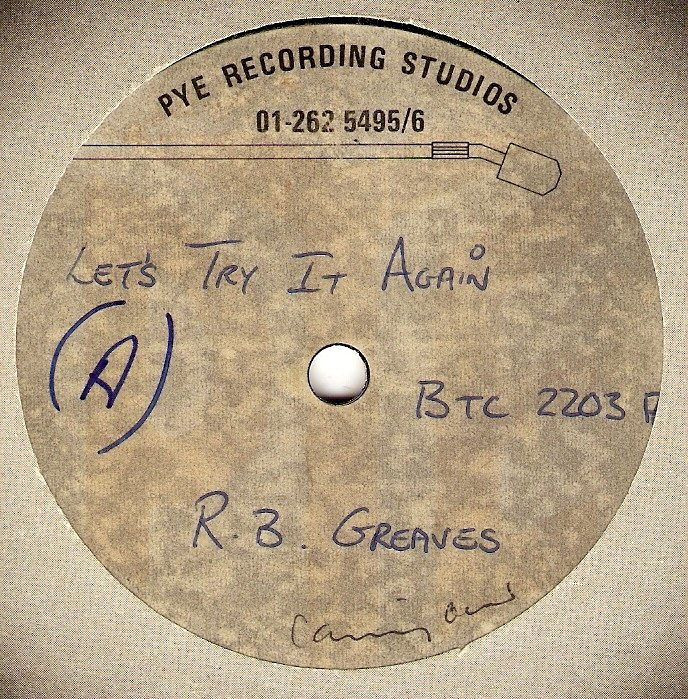 PYE RECORDING STUDIOS
01-262 5495/6
LET'S TRY IT AGAIN
(A)
BTC 2203
R.B. GREAVES